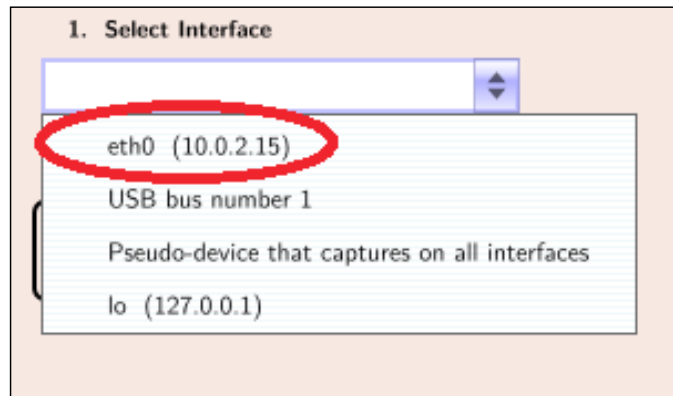 1. Select Interface
eth0 (10.0.2.15)
USB bus number 1
Pseudo-device that captures on all interfaces
lo (127.0.0.1)